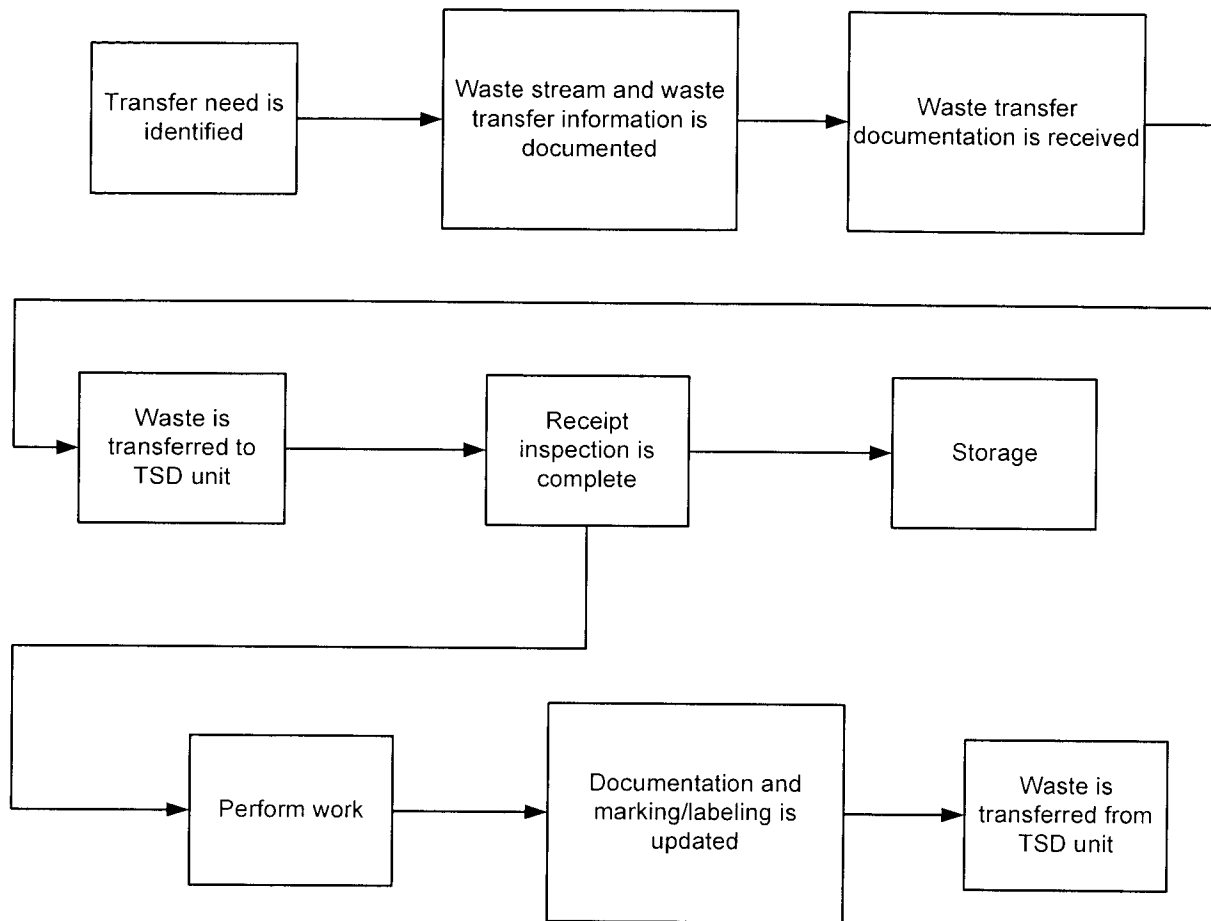 Transfer need is
identified
Waste stream and waste
transfer information is
documented
Waste transfer
documentation is received
Waste is
transferred to
TSD unit
Receipt
inspection is
complete
Storage
Perform work
Documentation and
marking/labeling is
updated
Waste is
transferred from
TSD unit